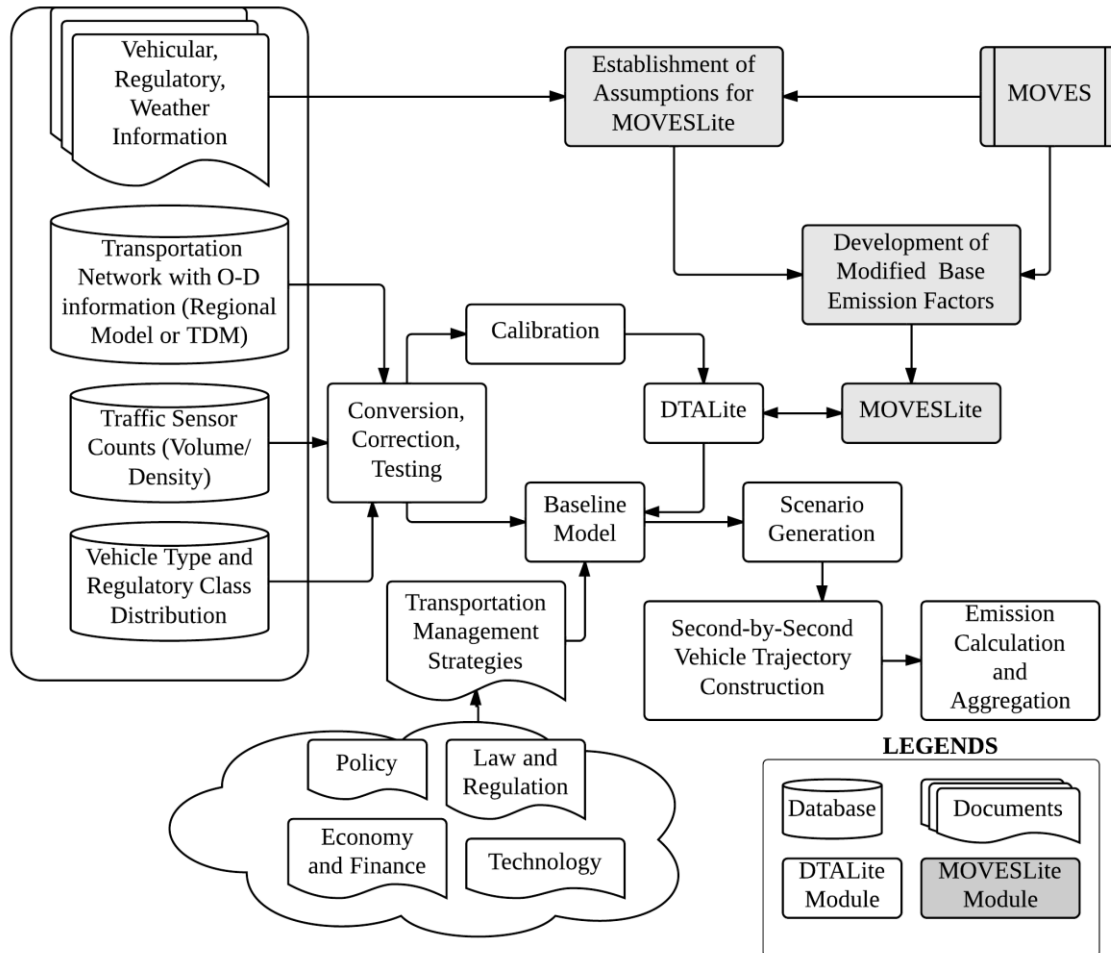 Vehicular,
Regulatory,
Weather
Information
Establishment of
Assumptions for
MOVESLite
MOVES
Transportation
Network with O-D
information (Regional
Model or TDM)
Development of
Modified Base
Emission Factors
Calibration
Traffic Sensor
Counts (Volume/
Density)
Conversion,
Correction,
Testing
DTALite
MOVESLite
Baseline
Model
Scenario
Generation
Vehicle Type and
Regulatory Class
Distribution
Transportation
Management
Strategies
Second-by-Second
Vehicle Trajectory
Construction
Emission
Calculation
and
Aggregation
Policy
Law and
Regulation
Economy
and Finance
Technology
LEGENDS
Database
Documents
DTALite
Module
MOVESLite
Module